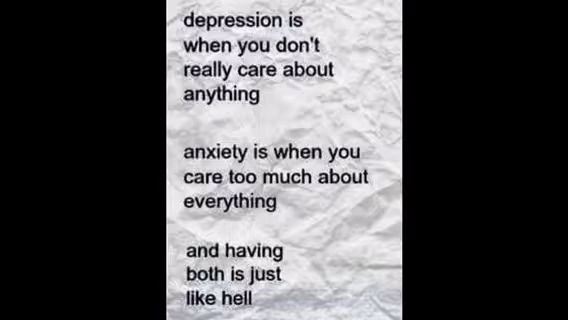 depression is
when you don't
really care about
anything
anxiety is when you
care too much about
everything
and having
both is just
like hell